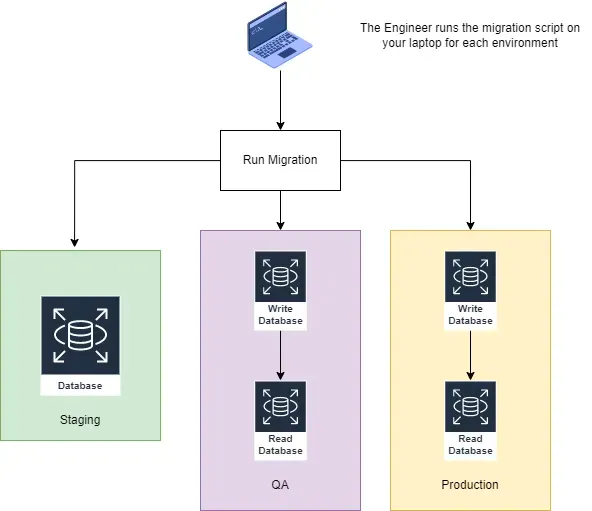 The Engineer runs the migration script on
your laptop for each environment
Run Migration
Database
Staging
Write
Database
Read
Database
QA
Write
Database
Read
Database
Production